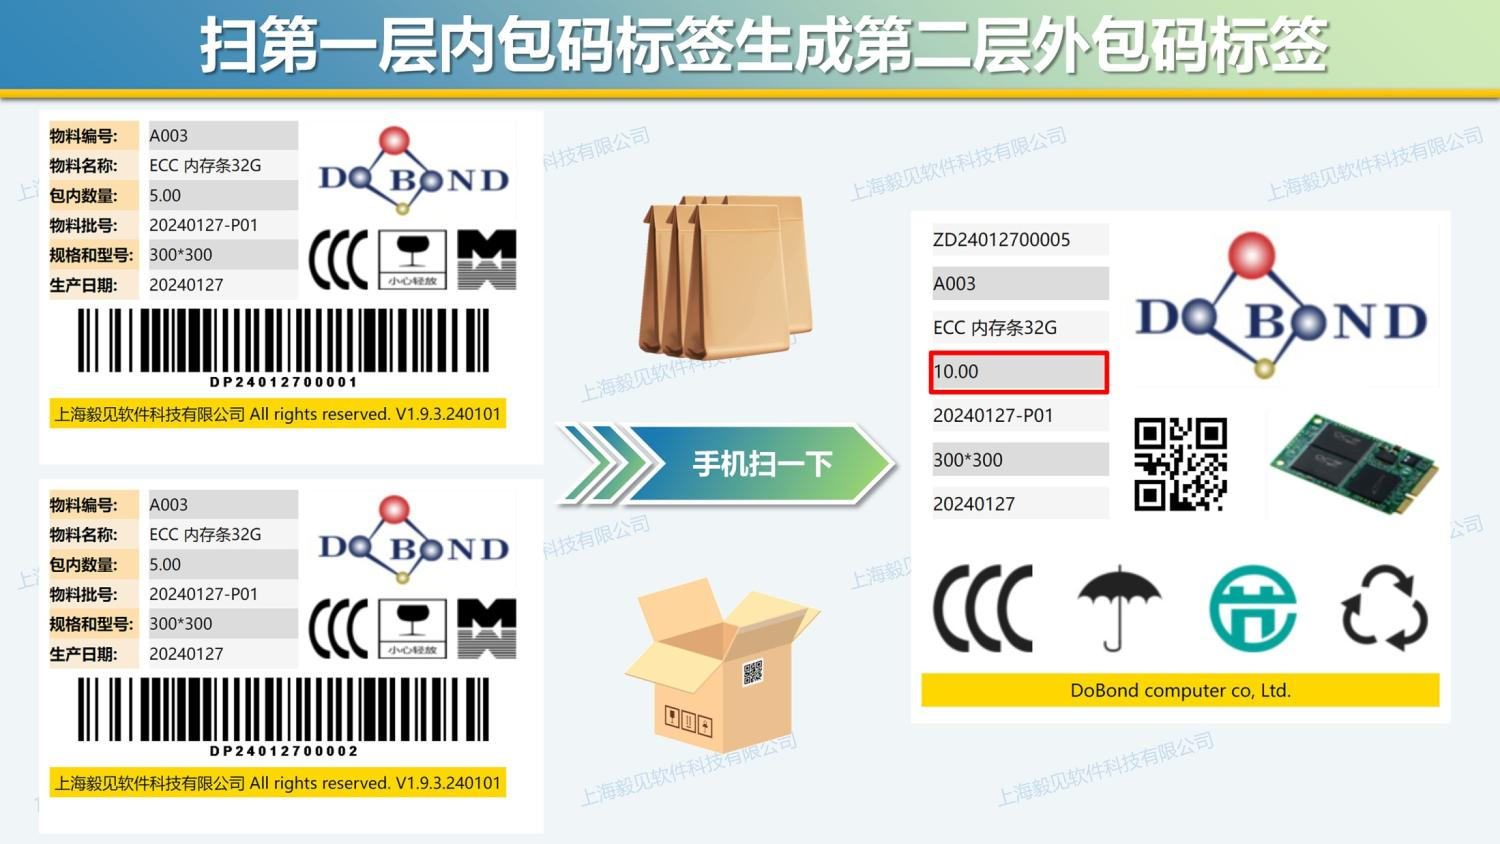 扫第一层内包码标签生成第二层外包码标签
物料编号: A003
物料名称: ECC 内存条32G
包内数量: 5.00
物料批号: 20240127-P01
规格和型号: 300*300
生产日期: 20240127
DOBOND
小心轻放
DP24012700001
上海毅见软件科技有限公司 All rights reserved. V1.9.3.240101
物料编号: A003
物料名称: ECC 内存条32G
包内数量: 5.00
物料批号: 20240127-P01
规格和型号: 300*300
生产日期: 20240127
DOBOND
小心轻放
DP24012700002
上海毅见软件科技有限公司 All rights reserved. V1.9.3.240101
手机扫一下
ZD24012700005
A003
ECC 内存条32G
10.00
20240127-P01
300*300
20240127
DOBOND
DoBond computer co, Ltd.
科技有限公司
上海毅见软件科技有限公司
上海毅见软件科技有限公司
上海毅见软件科技有限公司
上海毅见软件科技有限公司